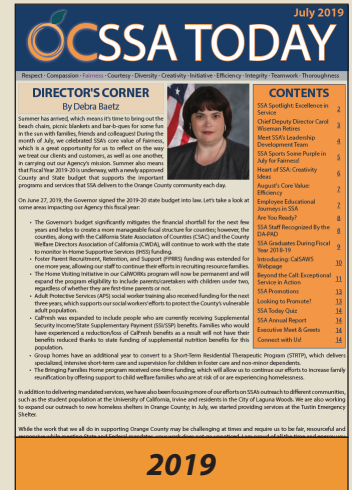 July 2019
OCSSA TODAY
Respect · Compassion · Fairness · Courtesy · Diversity · Creativity · Initiative · Efficiency · Integrity · Teamwork · Thoroughness
DIRECTOR'S CORNER
By Debra Baetz
Summer has arrived, which means it's time to bring out the
beach chairs, picnic blankets and bar-b-ques for some fun
in the sun with families, friends and colleagues! During the
month of July, we celebrated SSA's core value of Fairness,
which is a great opportunity for us to reflect on the way
we treat our clients and customers, as well as one another,
in carrying out our Agency's mission. Summer also means
that Fiscal Year 2019-20 is underway, with a newly approved
County and State budget that supports the important
programs and services that SSA delivers to the Orange County community each day.
On June 27, 2019, the Governor signed the 2019-20 state budget into law. Let's take a look at
some areas impacting our Agency this fiscal year:
• The Governor's budget significantly mitigates the financial shortfall for the next few
years and helps to create a more manageable fiscal structure for counties; however, the
counties, along with the California State Association of Counties (CSAC) and the County
Welfare Directors Association of California (CWDA), will continue to work with the state
to monitor In-Home Supportive Services (IHSS) funding.
• Foster Parent Recruitment, Retention, and Support (FPRRS) funding was extended for
one more year, allowing our staff to continue their efforts in recruiting resource families.
• The Home Visiting Initiative in our CalWORKs program will now be permanent and will
expand the program eligibility to include parents/caretakers with children under two,
regardless of whether they are first-time parents or not.
• Adult Protective Services (APS) social worker training also received funding for the next
three years, which supports our social workers' efforts to protect the County's vulnerable
adult population.
• CalFresh was expanded to include people who are currently receiving Supplemental
Security Income/State Supplementary Payment (SSI/SSP) benefits. Families who would
have experienced a reduction/loss of CalFresh benefits as a result will not have their
benefits reduced thanks to state funding of supplemental nutrition benefits for this
population.
• Group homes have an additional year to convert to a Short-Term Residential Therapeutic Program (STRTP), which delivers
specialized, intensive short-term care and supervision for children in foster care and non-minor dependents.
• The Bringing Families Home program received one-time funding, which will allow us to continue our efforts to increase family
reunification by offering support to child welfare families who are at risk of or are experiencing homelessness.
In addition to delivering mandated services, we have also been focusing more of our efforts on SSA's outreach to different communities,
such as the student population at the University of California, Irvine and residents in the City of Laguna Woods. We are also working
to expand our outreach to new homeless shelters in Orange County; in July, we started providing services at the Tustin Emergency
Shelter.
While the work that we all do in supporting Orange County may be challenging at times and require us to be fair, resourceful and
CONTENTS
SSA Spotlight: Excellence in
Service 2
Chief Deputy Director Carol
Wiseman Retires 3
Meet SSA's Leadership
Development Team 4
SSA Sports Some Purple in
July for Fairness! 5
Heart of SSA: Creativity
Ideas 6
August's Core Value:
Efficiency 7
Employee Educational
Journeys in SSA 7
Are You Ready? 8
SSA Staff Recognized By the
DA-PAD 8
SSA Graduates During Fiscal
Year 2018-19 9
Introducing: CalSAWS
Webpage 10
Beyond the Call: Exceptional
Service in Action 11
SSA Promotions 13
Looking to Promote? 13
SSA Today Quiz 14
SSA Annual Report 14
Executive Meet & Greets 14
Connect with Us! 14
2019